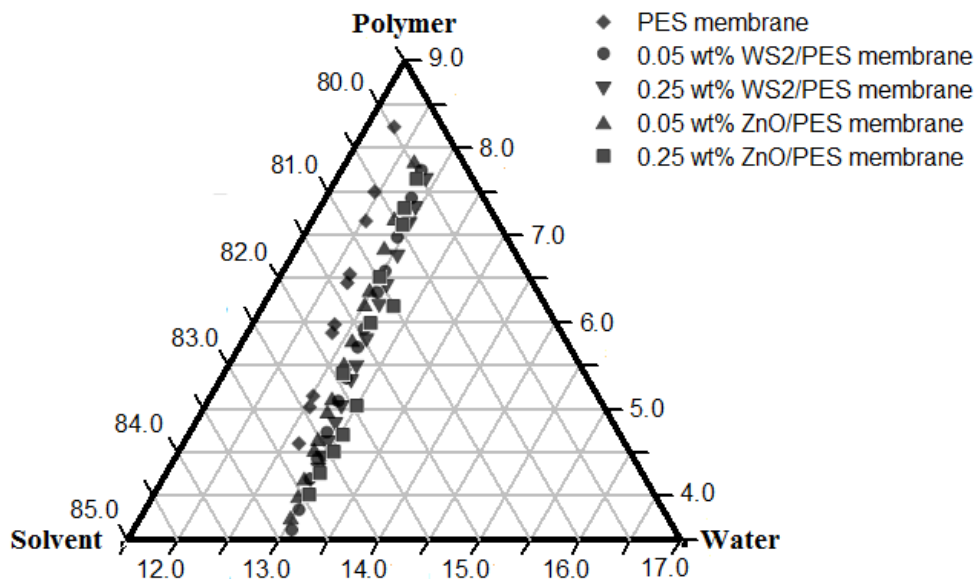 Polymer
PES membrane
0.05 wt% WS2/PES membrane
0.25 wt% WS2/PES membrane
0.05 wt% ZnO/PES membrane
0.25 wt% ZnO/PES membrane
9.0
80.0
8.0
81.0
7.0
82.0
6.0
83.0
5.0
84.0
4.0
85.0
Solvent
Water
12.0
13.0
14.0
15.0
16.0
17.0